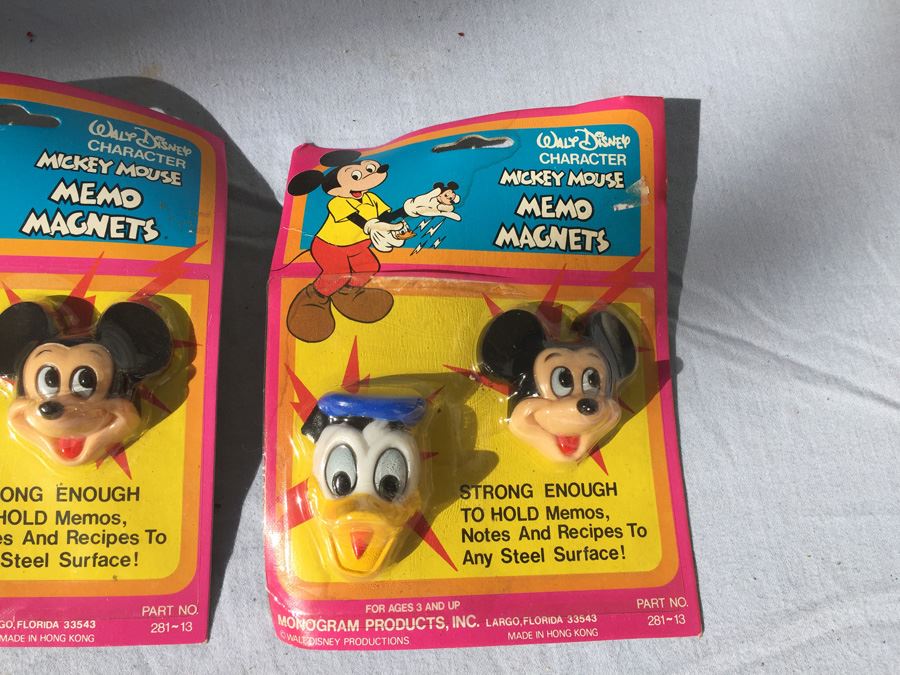 WALT DISNEY
CHARACTER
MICKEY MOUSE
MEMO
MAGNETS
ONG ENOUGH
HOLD Memos,
es And Recipes To
Steel Surface!
PART NO.
GO, FLORIDA 33543 281-13
MADE IN HONG KONG
WALT DISNEY
CHARACTER
MICKEY MOUSE
MEMO
MAGNETS
STRONG ENOUGH
TO HOLD Memos,
Notes And Recipes To
Any Steel Surface!
FOR AGES 3 AND UP PART NO.
MONOGRAM PRODUCTS, INC. LARGO, FLORIDA 33543 281-13
© WALT DISNEY PRODUCTIONS MADE IN HONG KONG